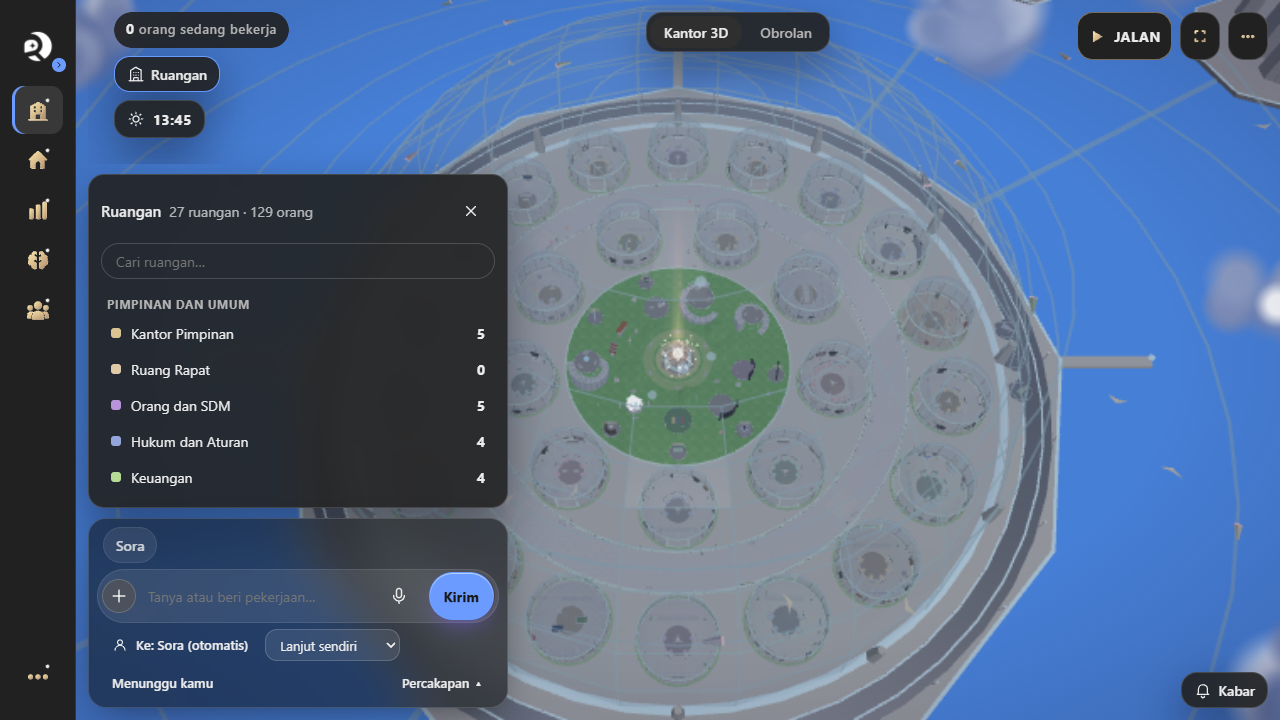 0 orang sedang bekerja
Kantor 3D
Obrolan
JALAN
Ruangan
13:45
Ruangan 27 ruangan · 129 orang
Cari ruangan...
PIMPINAN DAN UMUM
Kantor Pimpinan 5
Ruang Rapat 0
Orang dan SDM 5
Hukum dan Aturan 4
Keuangan 4
Sora
Tanya atau beri pekerjaan...
Kirim
Ke: Sora (otomatis)
Lanjut sendiri
Menunggu kamu
Percakapan
Kabar